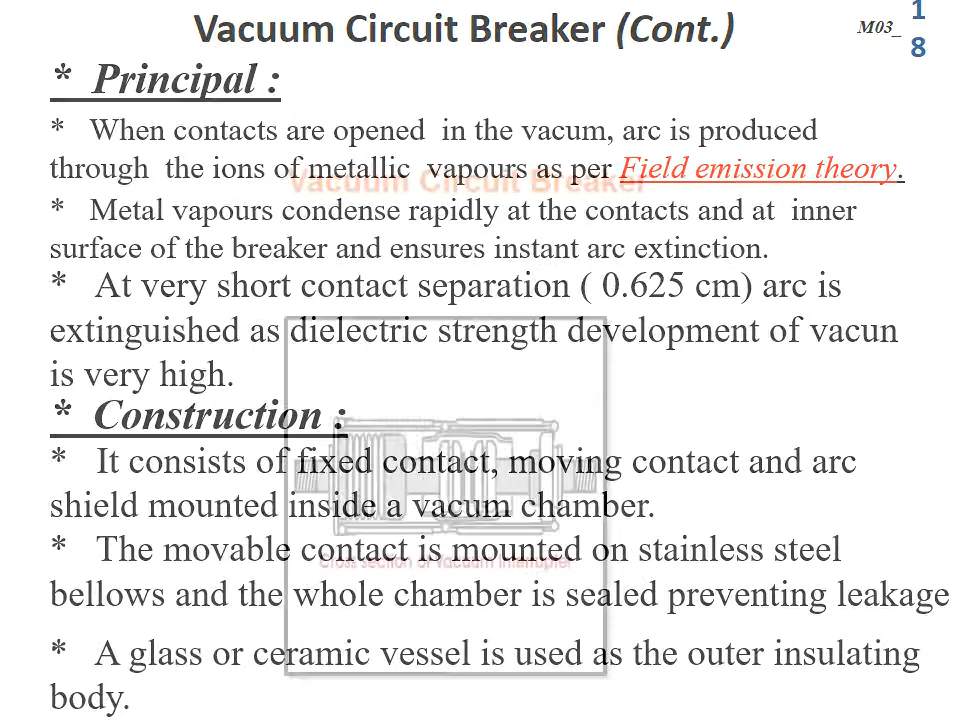 Vacuum Circuit Breaker (Cont.)
M03_
1
8
* Principal :
* When contacts are opened in the vacum, arc is produced
through the ions of metallic vapours as per Field emission theory.
Vacuum Circuit Breaker
* Metal vapours condense rapidly at the contacts and at inner
surface of the breaker and ensures instant arc extinction.
* At very short contact separation ( 0.625 cm) arc is
extinguished as dielectric strength development of vacun
is very high.
* Construction :
* It consists of fixed contact, moving contact and arc
shield mounted inside a vacum chamber.
* The movable contact is mounted on stainless steel
Cross section of Vacuum Interrupter
bellows and the whole chamber is sealed preventing leakage
* A glass or ceramic vessel is used as the outer insulating
body.